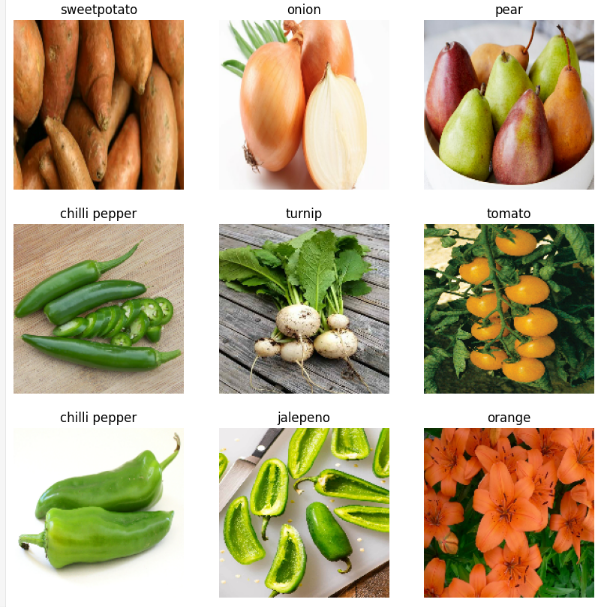 sweetpotato
onion
pear
chilli pepper
turnip
tomato
chilli pepper
jalepeno
orange